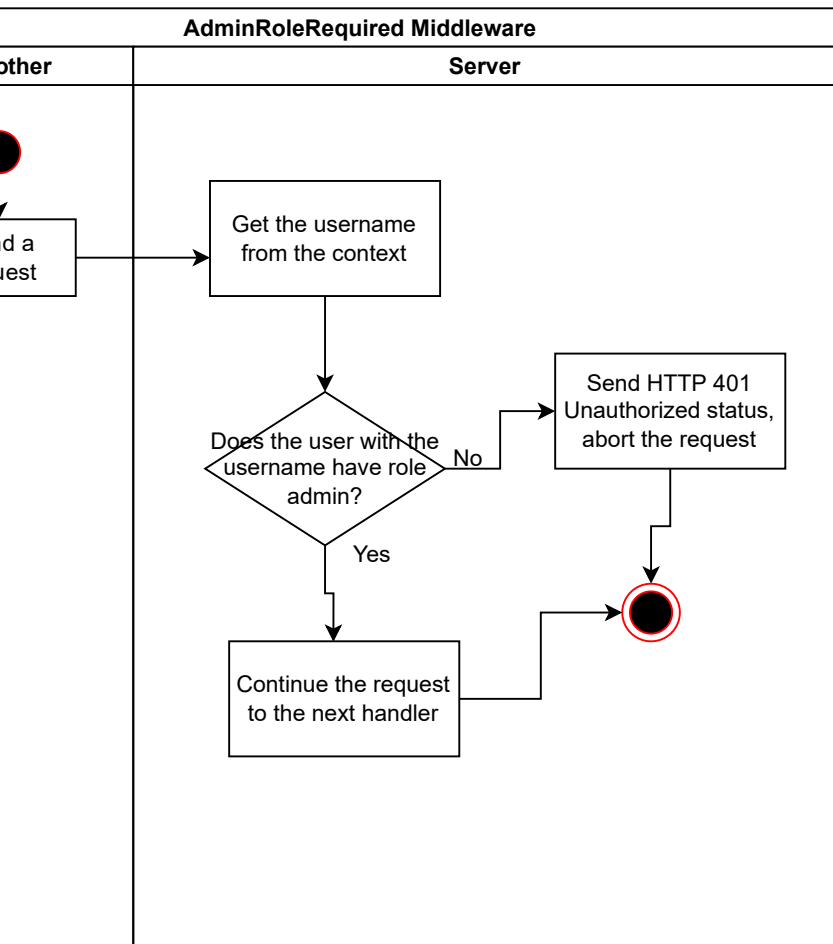 AdminRoleRequired Middleware
other
Server
Get the username
from the context
d a
uest
Send HTTP 401
Unauthorized status,
abort the request
Does the user with the
username have role
admin?
No
Yes
Continue the request
to the next handler